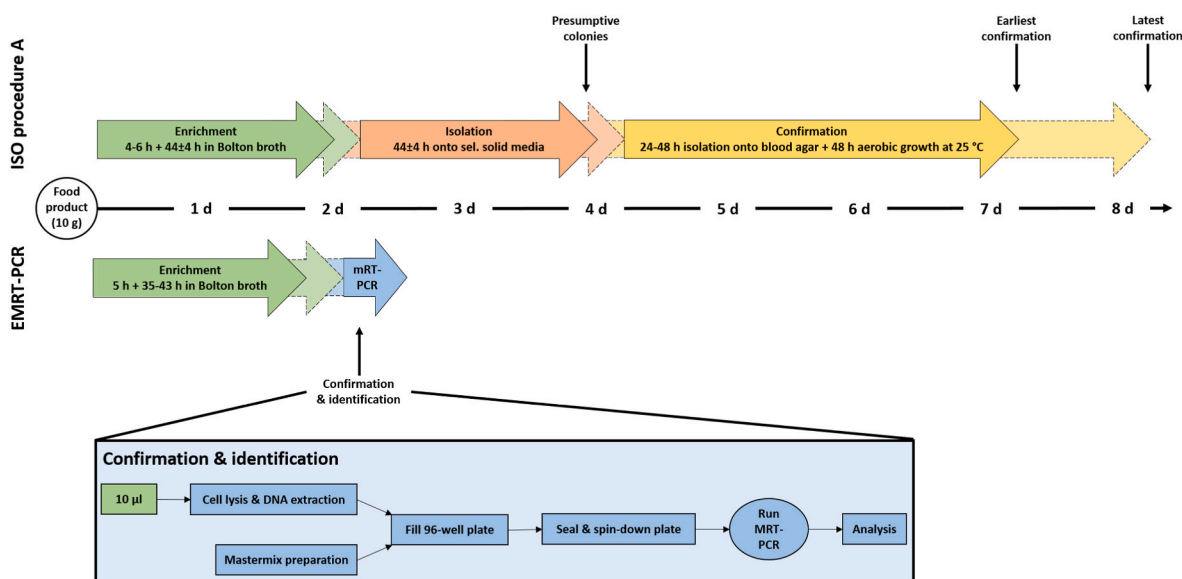 Presumptive
colonies
Earliest
confirmation
Latest
confirmation
ISO procedure A
Enrichment
4-6 h + 44±4 h in Bolton broth
Isolation
44±4 h onto sel. solid media
Confirmation
24-48 h isolation onto blood agar + 48 h aerobic growth at 25 °C
Food
product
(10 g)
1 d
2 d
3 d
4 d
5 d
6 d
7 d
8 d
EMRT-PCR
Enrichment
5 h + 35-43 h in Bolton broth
mRT-
PCR
Confirmation
& identification
Confirmation & identification
10 µl
Cell lysis & DNA extraction
Mastermix preparation
Fill 96-well plate
Seal & spin-down plate
Run
MRT-
PCR
Analysis